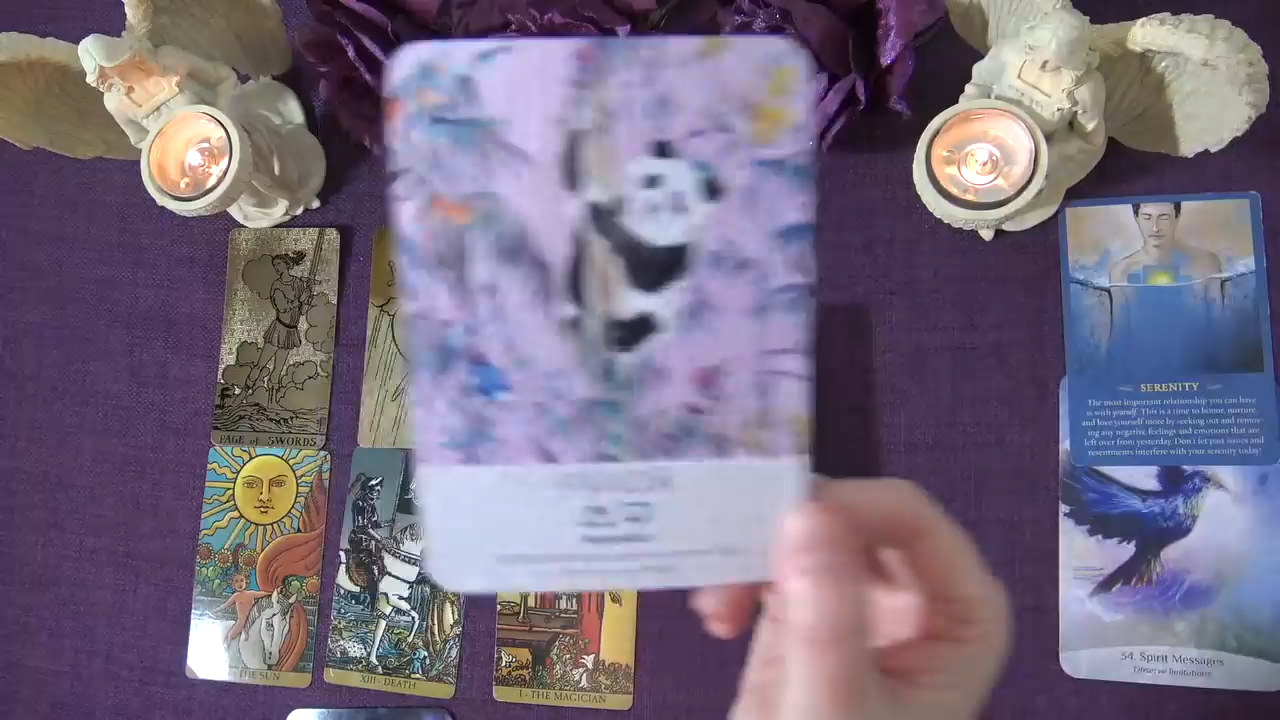 PAGE of SWORDS
THE SUN
XIII - DEATH
I - THE MAGICIAN
SERENITY
The most important relationship you can have
is with yourself. This is a time to honor, nurture,
and love yourself more by seeking out and remov-
ing any negative feelings and emotions that are
left over from yesterday. Don't let past issues and
resentments interfere with your serenity today!
54. Spirit Messages
Observe limitations